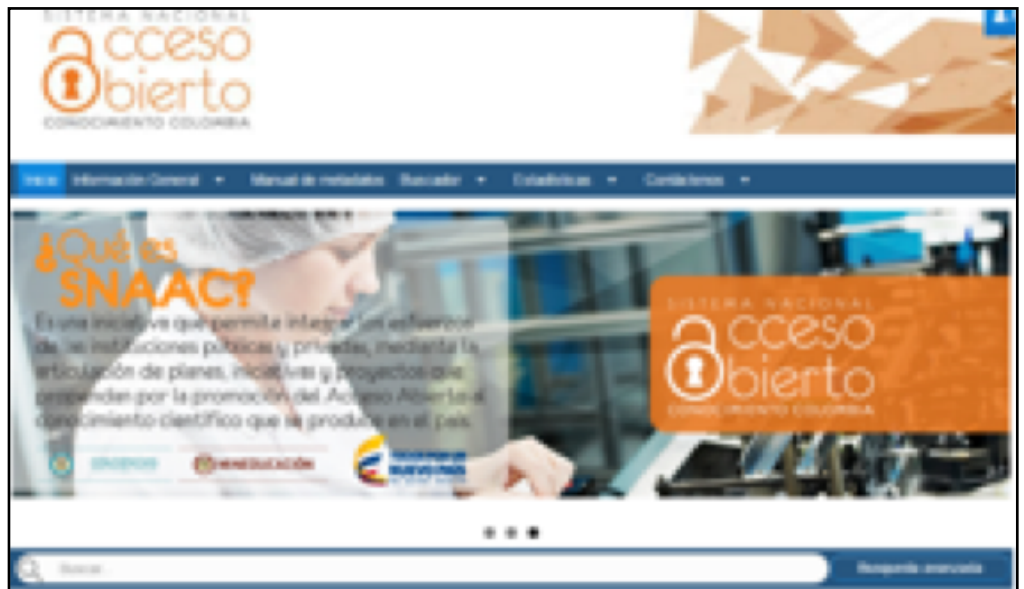 SISTEMA NACIONAL
Acceso
Abierto
CONOCIMIENTO COLOMBIA
Inicio Información General Manual de metadatos Buscador Estadísticas Contáctenos
¿Qué es
SNAAC?
Es una iniciativa que permite integrar los esfuerzos
de las instituciones públicas y privadas, mediante la
articulación de planes, iniciativas y proyectos que
propendan por la promoción del Acceso Abierto al
conocimiento científico que se produce en el país.
SISTEMA NACIONAL
Acceso
Abierto
CONOCIMIENTO COLOMBIA
COLCIENCIAS MINEDUCACIÓN
NUEVO PAÍS
Buscar... Búsqueda avanzada